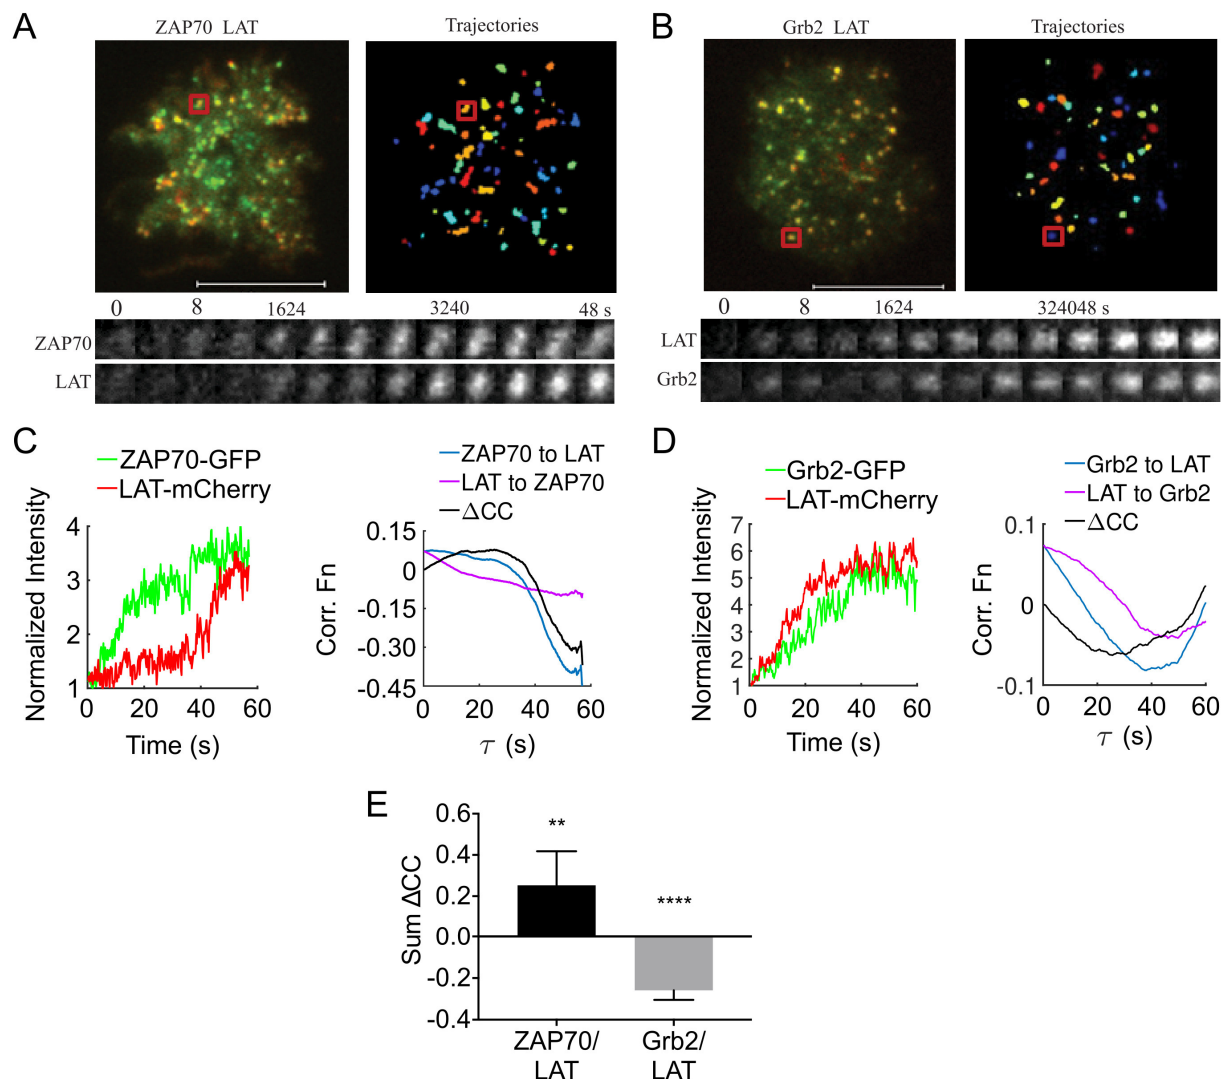 A
ZAP70 LAT
Trajectories
0 8 1624 3240 48 s
ZAP70
LAT
B
Grb2 LAT
Trajectories
0 8 1624 324048 s
LAT
Grb2
C
ZAP70-GFP
LAT-mCherry
Normalized Intensity
4
3
2
1
0 20 40 60
Time (s)
ZAP70 to LAT
LAT to ZAP70
ΔCC
Corr. Fn
0.15
0
-0.15
-0.30
-0.45
0 20 40 60
τ (s)
D
Grb2-GFP
LAT-mCherry
Normalized Intensity
7
6
5
4
3
2
1
0 20 40 60
Time (s)
Grb2 to LAT
LAT to Grb2
ΔCC
Corr. Fn
0.1
0
-0.1
0 20 40 60
τ (s)
E
Sum ΔCC
0.6
0.4
0.2
0.0
-0.2
-0.4
**
****
ZAP70/
LAT
Grb2/
LAT